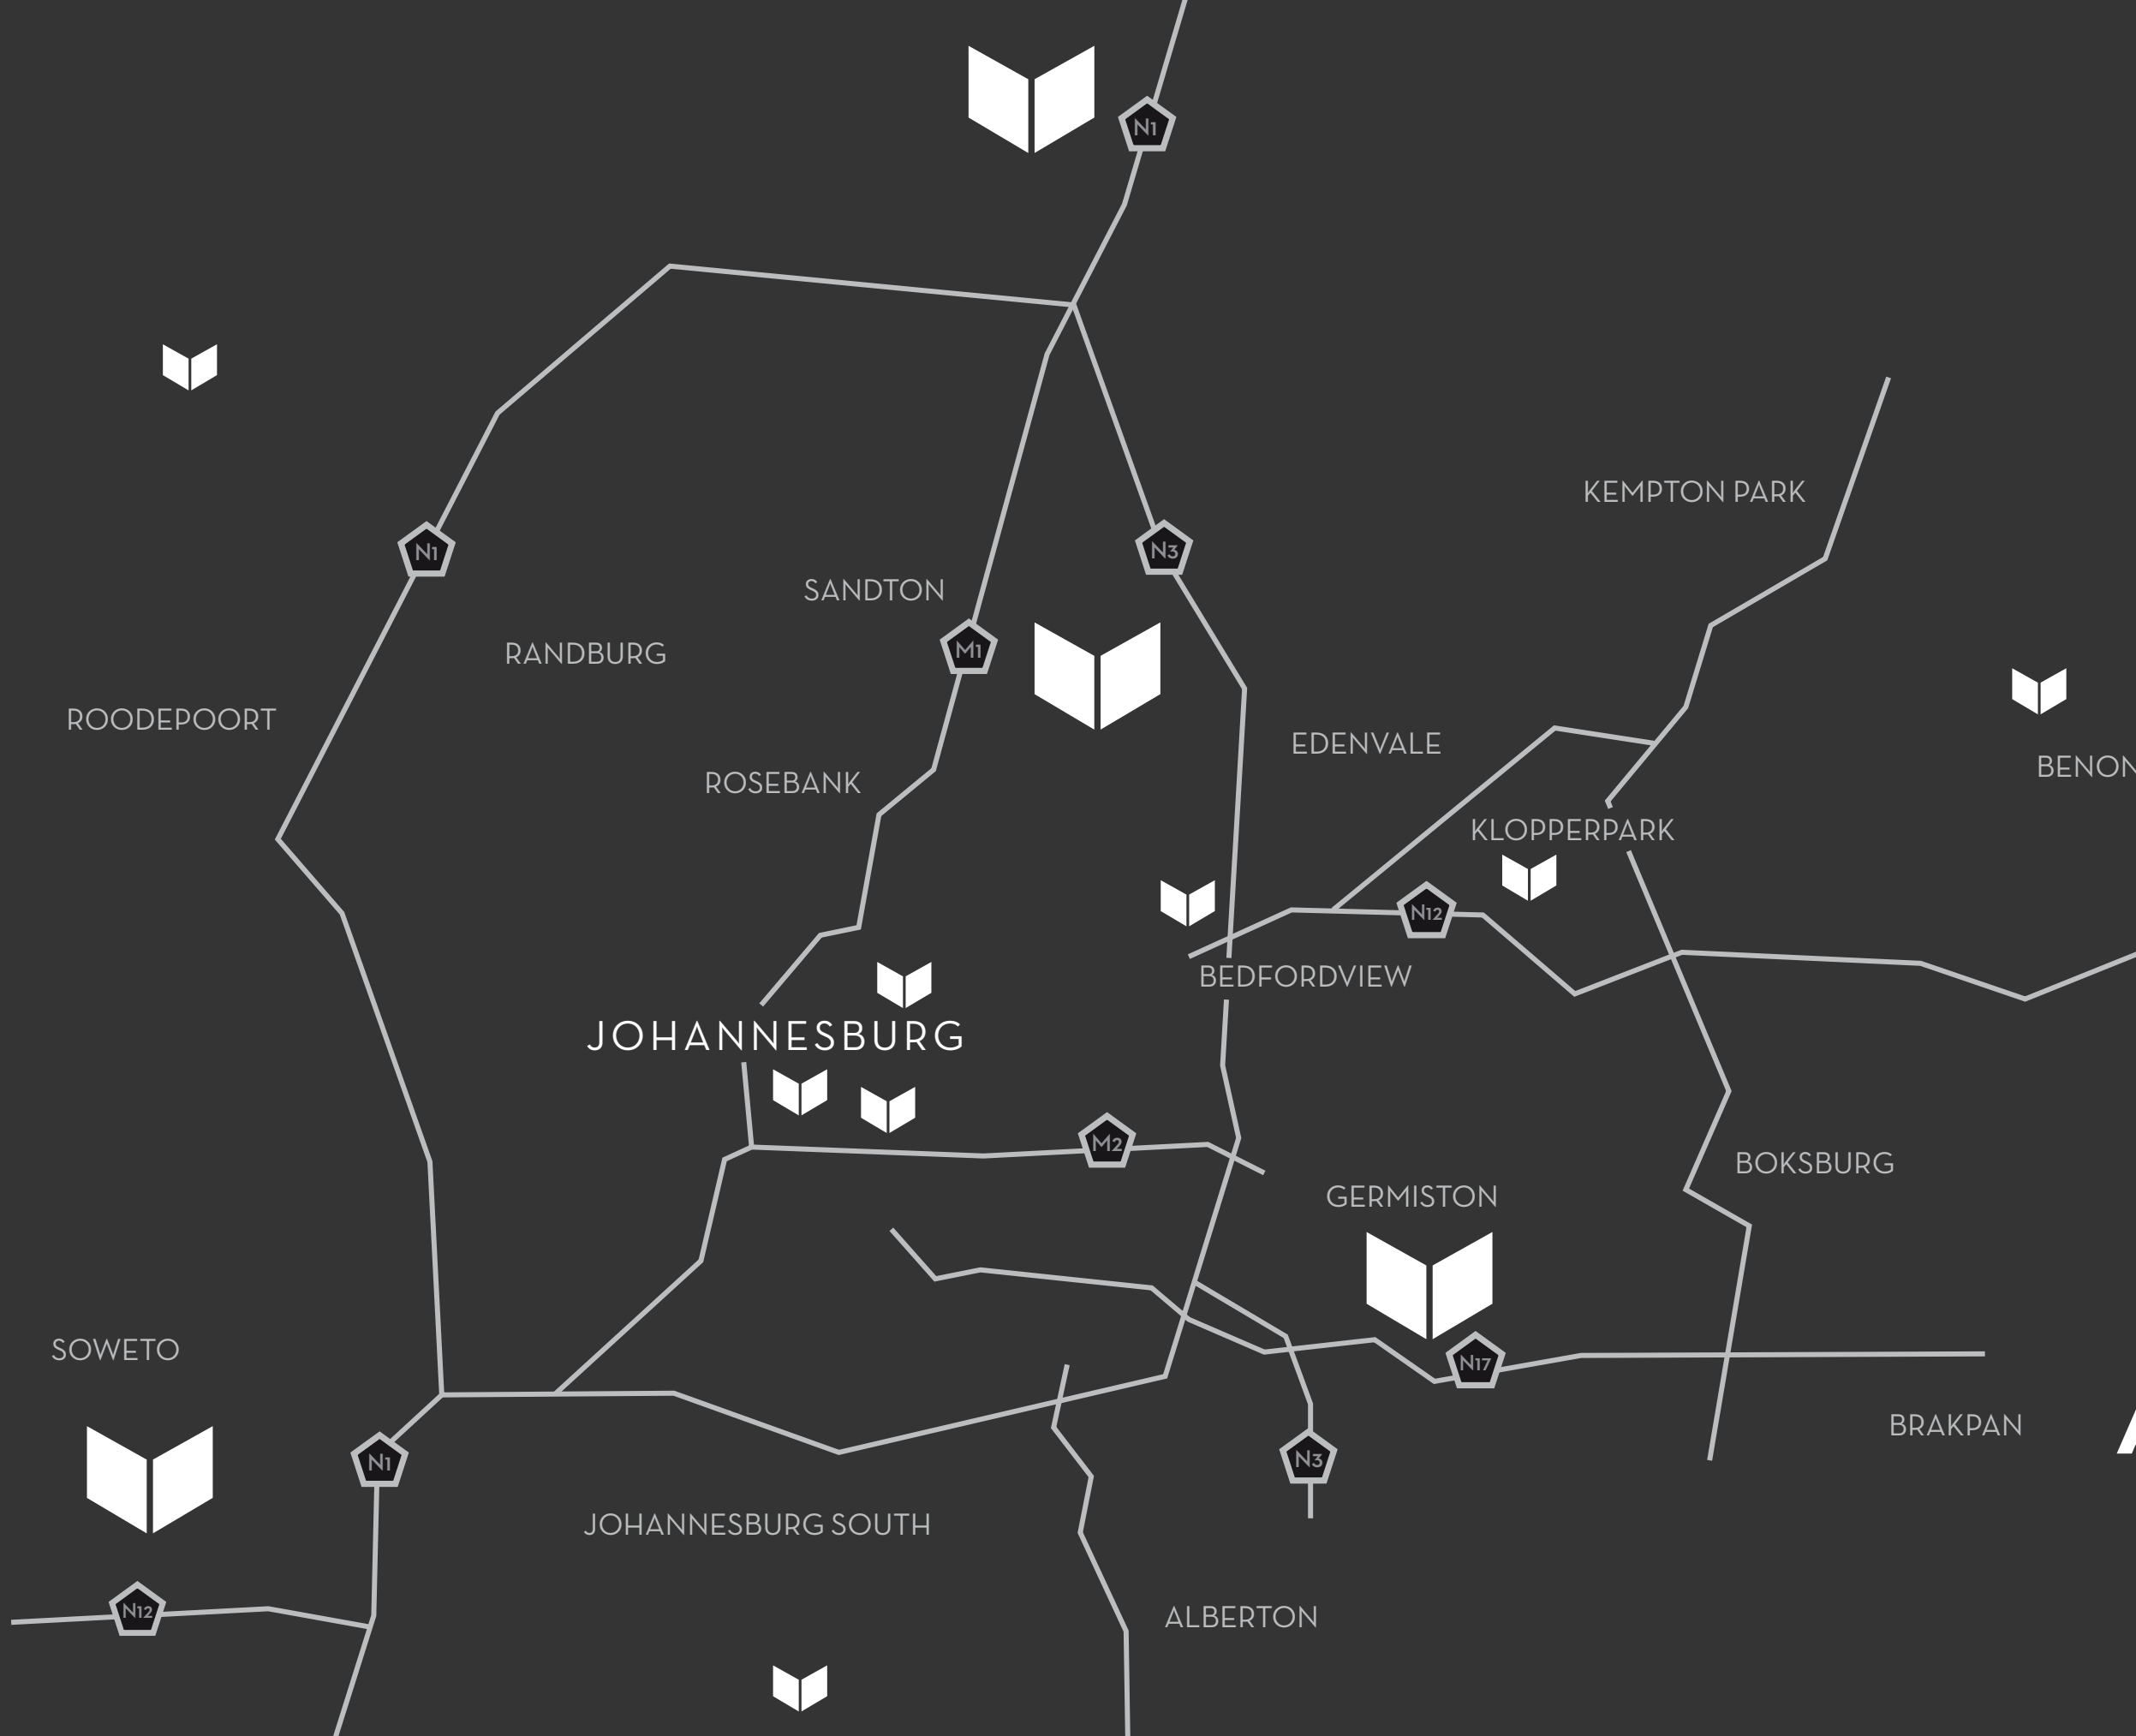 N1
KEMPTON PARK
N1
N3
SANDTON
M1
RANDBURG
ROODEPOORT
EDENVALE
BENON
ROSEBANK
KLOPPERPARK
N12
BEDFORDVIEW
JOHANNESBURG
M2
BOKSBURG
GERMISTON
SOWETO
N17
BRAKPAN
N1
N3
JOHANNESBURG SOUTH
N12
ALBERTON